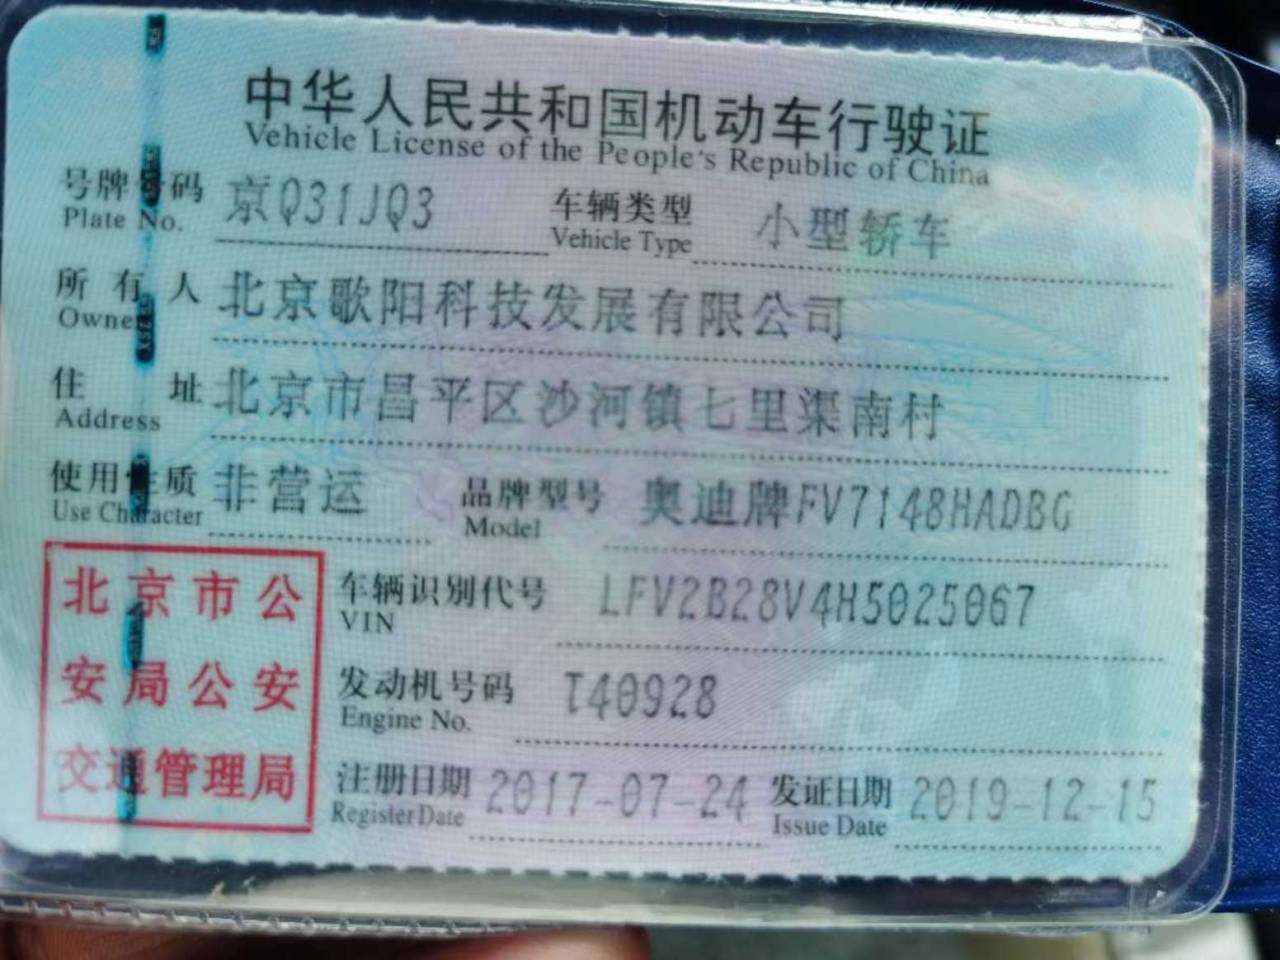 中华人民共和国机动车行驶证
Vehicle License of the People's Republic of China
号牌号码 京Q31JQ3 车辆类型 小型轿车
Plate No. Vehicle Type
所有人 北京歌阳科技发展有限公司
Owner
住址 北京市昌平区沙河镇七里渠南村
Address
使用性质 非营运 品牌型号 奥迪牌FV7148HADBG
Use Character Model
车辆识别代号 LFV2B28V4H5025067
VIN
发动机号码 T40928
Engine No.
注册日期 2017-07-24 发证日期 2019-12-15
Register Date Issue Date
北京市公
安局公安
交通管理局